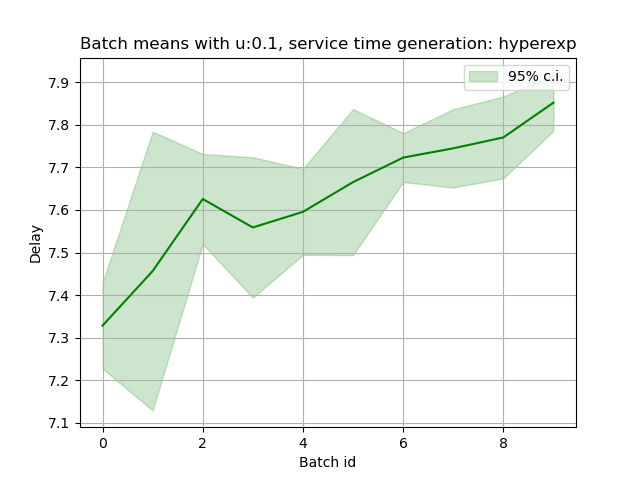 Batch means with u:0.1, service time generation: hyperexp
95% c.i.
7.9
7.8
7.7
7.6
7.5
7.4
7.3
7.2
7.1
Delay
0 2 4 6 8
Batch id